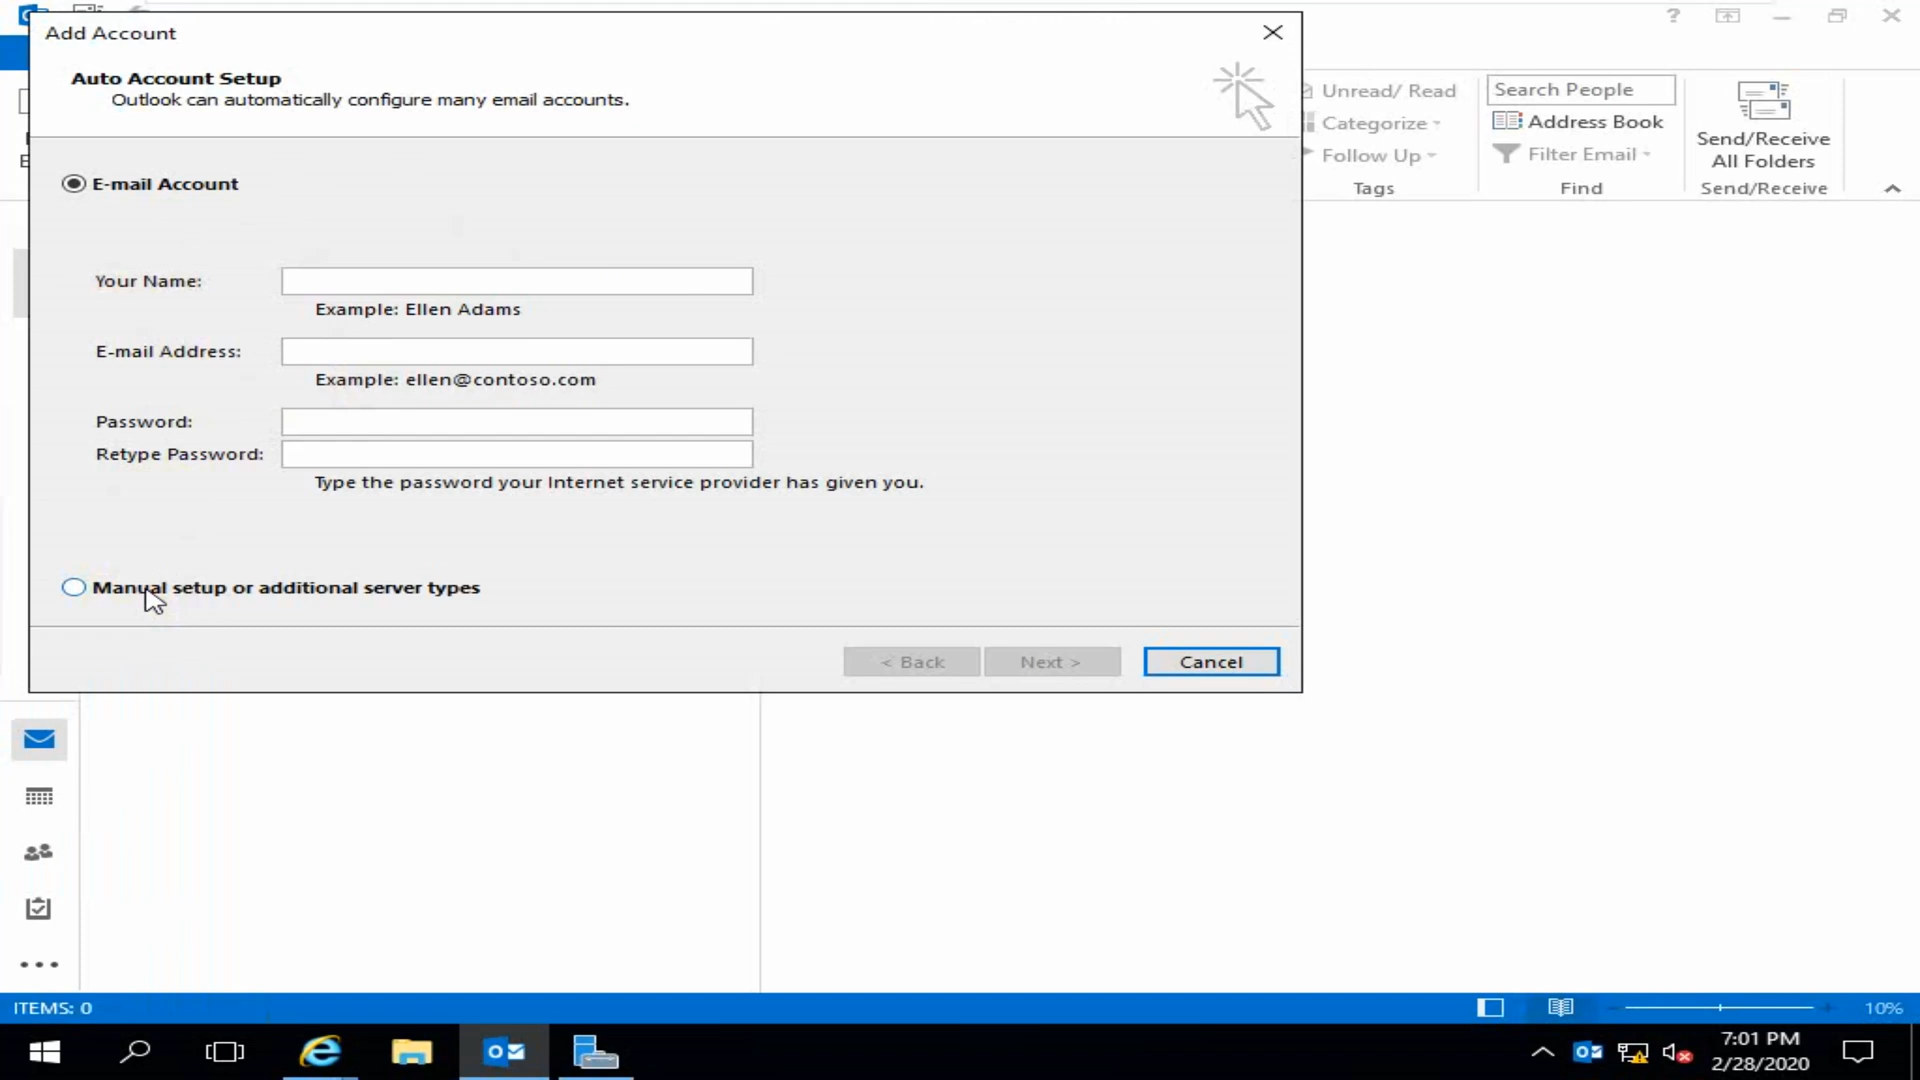 Add Account
Auto Account Setup
Outlook can automatically configure many email accounts.
E-mail Account
Your Name:
Example: Ellen Adams
E-mail Address:
Example: ellen@contoso.com
Password:
Retype Password:
Type the password your Internet service provider has given you.
Manual setup or additional server types
< Back
Next >
Cancel
?
Unread/ Read
Categorize
Follow Up
Tags
Search People
Address Book
Filter Email
Find
Send/Receive
All Folders
Send/Receive
ITEMS: 0
10%
7:01 PM
2/28/2020